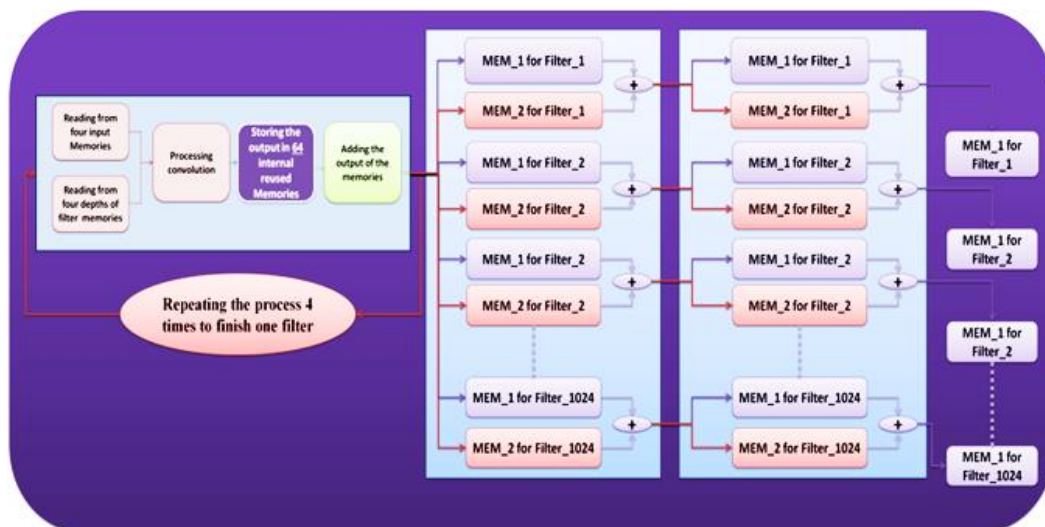 Reading from
four input
Memories
Reading from
four depths of
filter memories
Processing
convolution
Storing the
output in 64
internal
reused
Memories
Adding the
output of the
memories
Repeating the process 4
times to finish one filter
MEM_1 for Filter_1
+
MEM_2 for Filter_1
MEM_1 for Filter_2
+
MEM_2 for Filter_2
MEM_1 for Filter_2
+
MEM_2 for Filter_2
MEM_1 for Filter_1024
+
MEM_2 for Filter_1024
MEM_1 for Filter_1
+
MEM_2 for Filter_1
MEM_1 for Filter_2
+
MEM_2 for Filter_2
MEM_1 for Filter_2
+
MEM_2 for Filter_2
MEM_1 for Filter_1024
+
MEM_2 for Filter_1024
MEM_1 for
Filter_1
MEM_1 for
Filter_2
MEM_1 for
Filter_2
MEM_1 for
Filter_1024